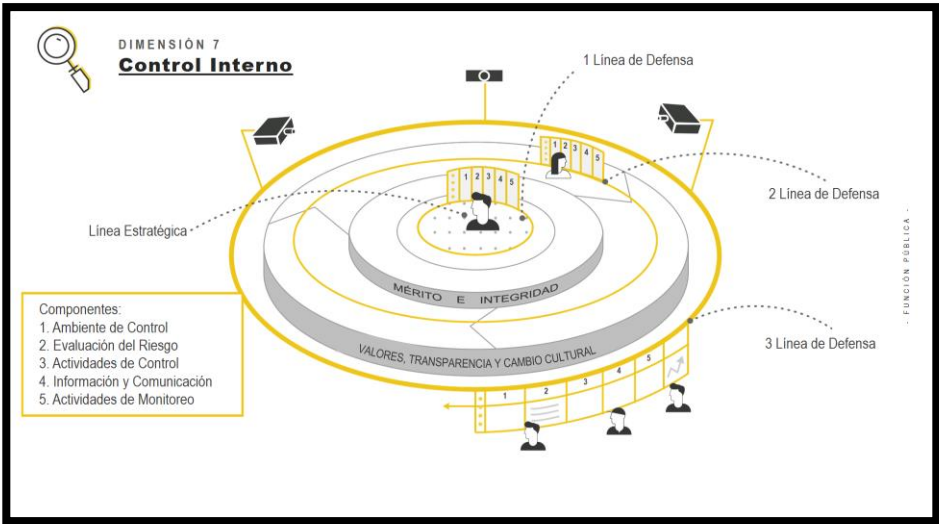 DIMENSIÓN 7
Control Interno
1 Línea de Defensa
1 2 3 4 5
1 2 3 4 5
2 Línea de Defensa
Línea Estratégica
- FUNCIÓN PÚBLICA -
MÉRITO E INTEGRIDAD
VALORES, TRANSPARENCIA Y CAMBIO CULTURAL
3 Línea de Defensa
Componentes:
1. Ambiente de Control
2. Evaluación del Riesgo
3. Actividades de Control
4. Información y Comunicación
5. Actividades de Monitoreo
1 2 3 4 5